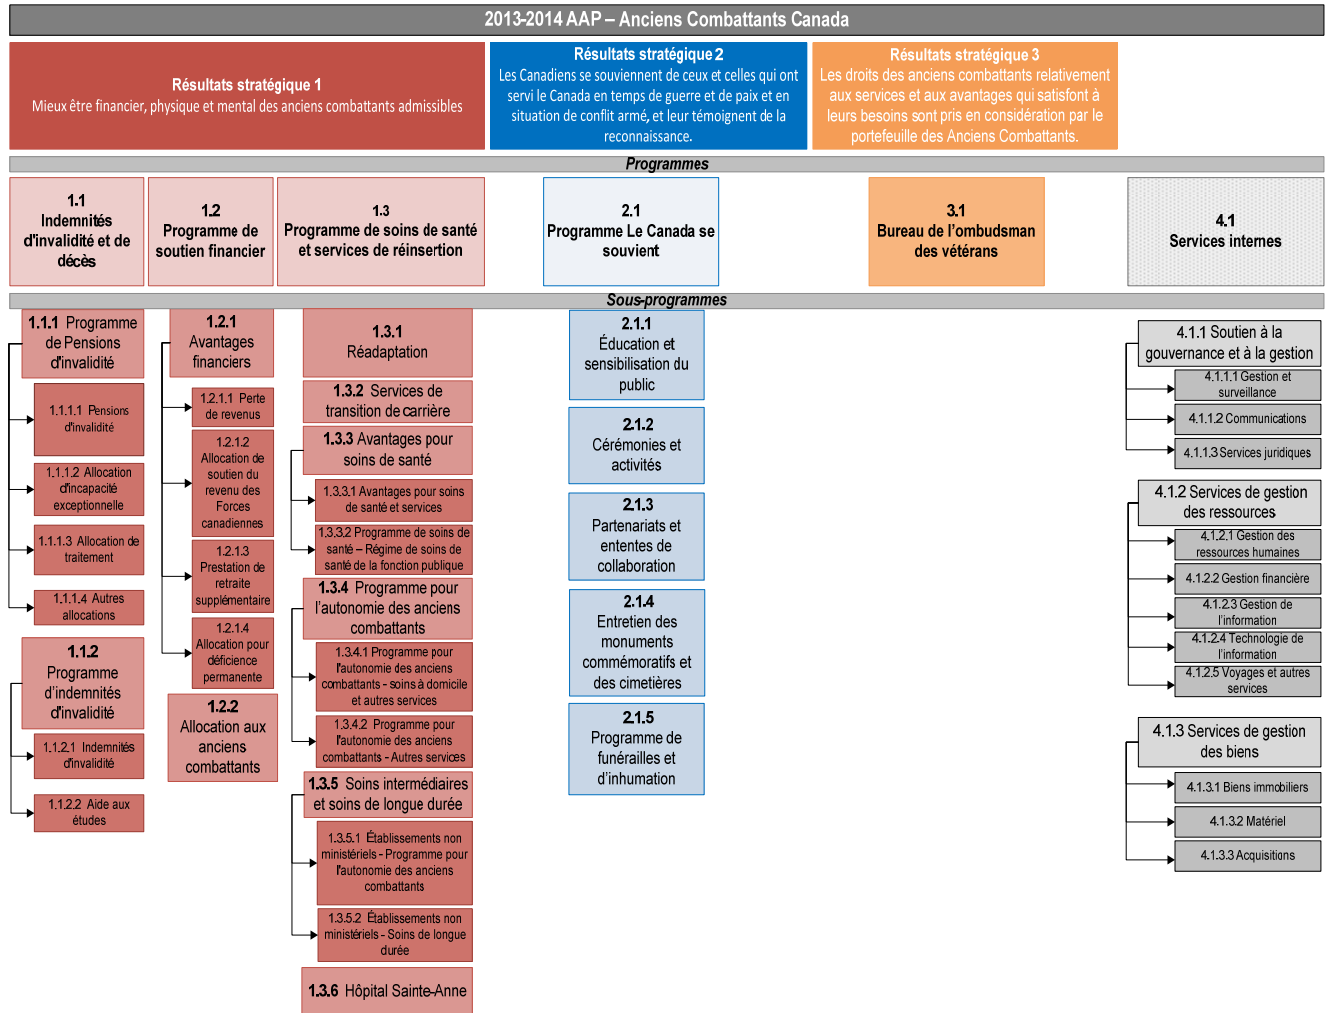 2013-2014 AAP – Anciens Combattants Canada
Résultats stratégique 1
Mieux être financier, physique et mental des anciens combattants admissibles
Résultats stratégique 2
Les Canadiens se souviennent de ceux et celles qui ont
servi le Canada en temps de guerre et de paix et en
situation de conflit armé, et leur témoignent de la
reconnaissance.
Résultats stratégique 3
Les droits des anciens combattants relativement
aux services et aux avantages qui satisfont à
leurs besoins sont pris en considération par le
portefeuille des Anciens Combattants.
Programmes
1.1
Indemnités
d'invalidité et de
décès
1.2
Programme de
soutien financier
1.3
Programme de soins de santé
et services de réinsertion
2.1
Programme Le Canada se
souvient
3.1
Bureau de l'ombudsman
des vétérans
4.1
Services internes
Sous-programmes
1.1.1 Programme
de Pensions
d'invalidité
1.1.1.1 Pensions
d'invalidité
1.1.1.2 Allocation
d'incapacité
exceptionnelle
1.1.1.3 Allocation de
traitement
1.1.1.4 Autres
allocations
1.1.2
Programme
d'indemnités
d'invalidité
1.1.2.1 Indemnités
d'invalidité
1.1.2.2 Aide aux
études
1.2.1
Avantages
financiers
1.2.1.1 Perte
de revenus
1.2.1.2
Allocation de
soutien du
revenu des
Forces
canadiennes
1.2.1.3
Prestation de
retraite
supplémentaire
1.2.1.4
Allocation pour
déficience
permanente
1.2.2
Allocation aux
anciens
combattants
1.3.1
Réadaptation
1.3.2 Services de
transition de carrière
1.3.3 Avantages pour
soins de santé
1.3.3.1 Avantages pour soins
de santé et services
1.3.3.2 Programme de soins de
santé – Régime de soins de
santé de la fonction publique
1.3.4 Programme pour
l'autonomie des anciens
combattants
1.3.4.1 Programme pour
l'autonomie des anciens
combattants - soins à domicile
et autres services
1.3.4.2 Programme pour
l'autonomie des anciens
combattants - Autres services
1.3.5 Soins intermédiaires
et soins de longue durée
1.3.5.1 Établissements non
ministériels - Programme pour
l'autonomie des anciens
combattants
1.3.5.2 Établissements non
ministériels - Soins de longue
durée
1.3.6 Hôpital Sainte-Anne
2.1.1
Éducation et
sensibilisation du
public
2.1.2
Cérémonies et
activités
2.1.3
Partenariats et
ententes de
collaboration
2.1.4
Entretien des
monuments
commémoratifs et
des cimetières
2.1.5
Programme de
funérailles et
d'inhumation
4.1.1 Soutien à la
gouvernance et à la gestion
4.1.1.1 Gestion et
surveillance
4.1.1.2 Communications
4.1.1.3 Services juridiques
4.1.2 Services de gestion
des ressources
4.1.2.1 Gestion des
ressources humaines
4.1.2.2 Gestion financière
4.1.2.3 Gestion de
l'information
4.1.2.4 Technologie de
l'information
4.1.2.5 Voyages et autres
services
4.1.3 Services de gestion
des biens
4.1.3.1 Biens immobiliers
4.1.3.2 Matériel
4.1.3.3 Acquisitions